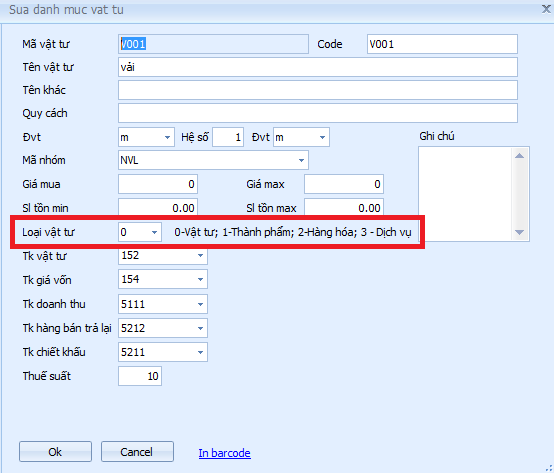 Sua danh muc vat tu
Mã vật tư V001 Code V001
Tên vật tư vải
Tên khác
Quy cách
Đvt m Hệ số 1 Đvt m Ghi chú
Mã nhóm NVL
Giá mua 0 Giá max 0
Sl tồn min 0.00 Sl tồn max 0.00
Loại vật tư 0 0-Vật tư; 1-Thành phẩm; 2-Hàng hóa; 3 - Dịch vụ
Tk vật tư 152
Tk giá vốn 154
Tk doanh thu 5111
Tk hàng bán trả lại 5212
Tk chiết khấu 5211
Thuế suất 10
Ok Cancel In barcode